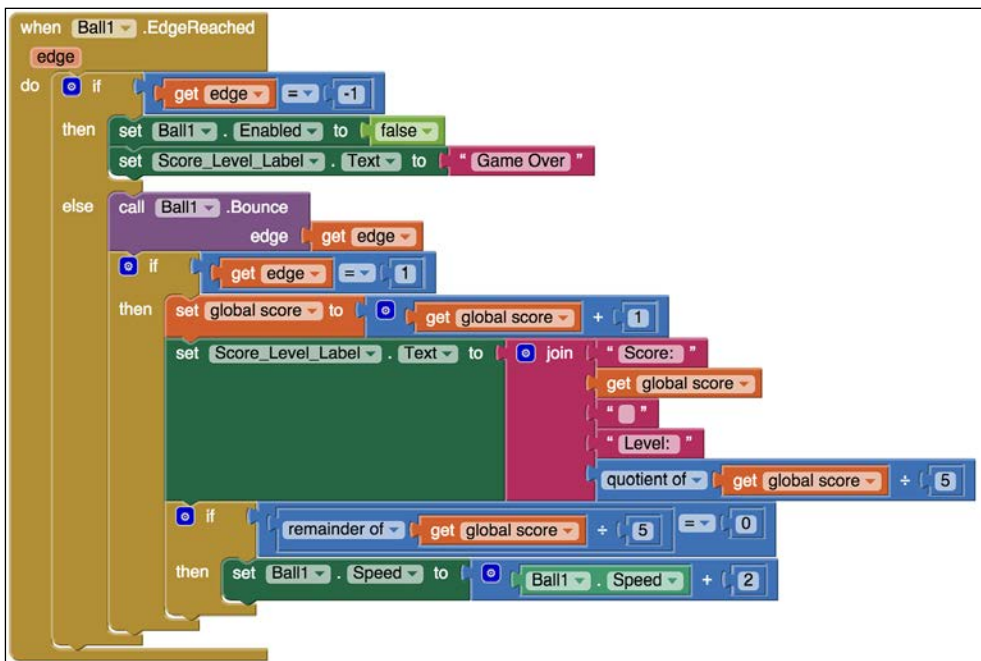 when Ball1 .EdgeReached
edge
do if get edge = -1
then set Ball1 . Enabled to false
set Score_Level_Label . Text to " Game Over "
else call Ball1 .Bounce
edge get edge
if get edge = 1
then set global score to get global score + 1
set Score_Level_Label . Text to join " Score: "
get global score
" "
" Level: "
quotient of get global score ÷ 5
if remainder of get global score ÷ 5 = 0
then set Ball1 . Speed to Ball1 . Speed + 2